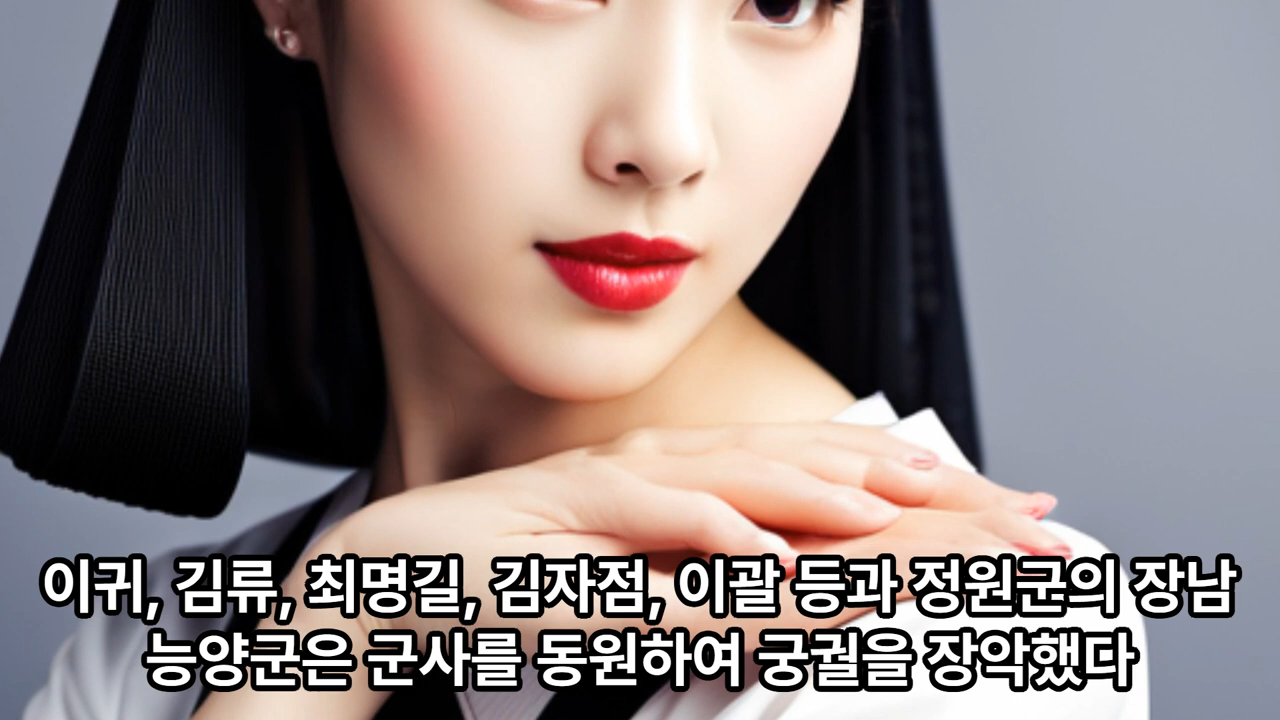 이귀, 김류, 최명길, 김자점, 이괄 등과 정원군의 장남
능양군은 군사를 동원하여 궁궐을 장악했다